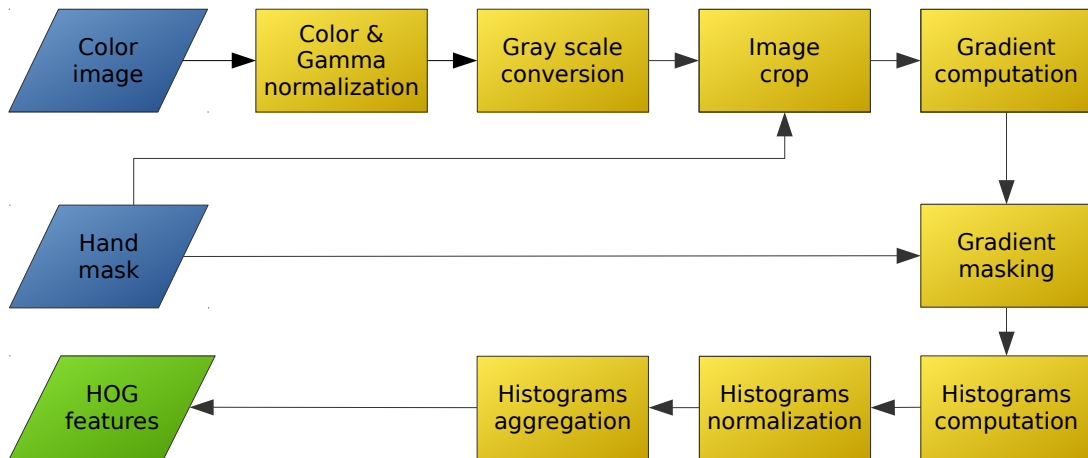 Color
image
Color &
Gamma
normalization
Gray scale
conversion
Image
crop
Gradient
computation
Hand
mask
Gradient
masking
HOG
features
Histograms
aggregation
Histograms
normalization
Histograms
computation